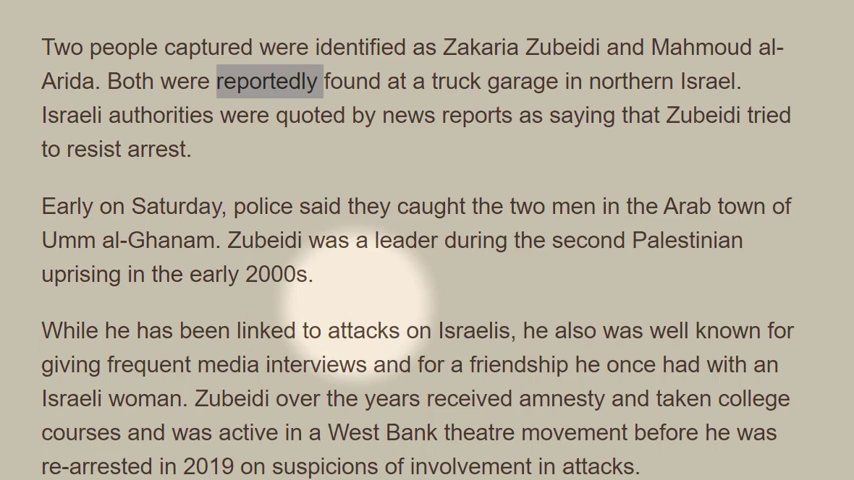 Two people captured were identified as Zakaria Zubeidi and Mahmoud al-
Arida. Both were reportedly found at a truck garage in northern Israel.
Israeli authorities were quoted by news reports as saying that Zubeidi tried
to resist arrest.
Early on Saturday, police said they caught the two men in the Arab town of
Umm al-Ghanam. Zubeidi was a leader during the second Palestinian
uprising in the early 2000s.
While he has been linked to attacks on Israelis, he also was well known for
giving frequent media interviews and for a friendship he once had with an
Israeli woman. Zubeidi over the years received amnesty and taken college
courses and was active in a West Bank theatre movement before he was
re-arrested in 2019 on suspicions of involvement in attacks.